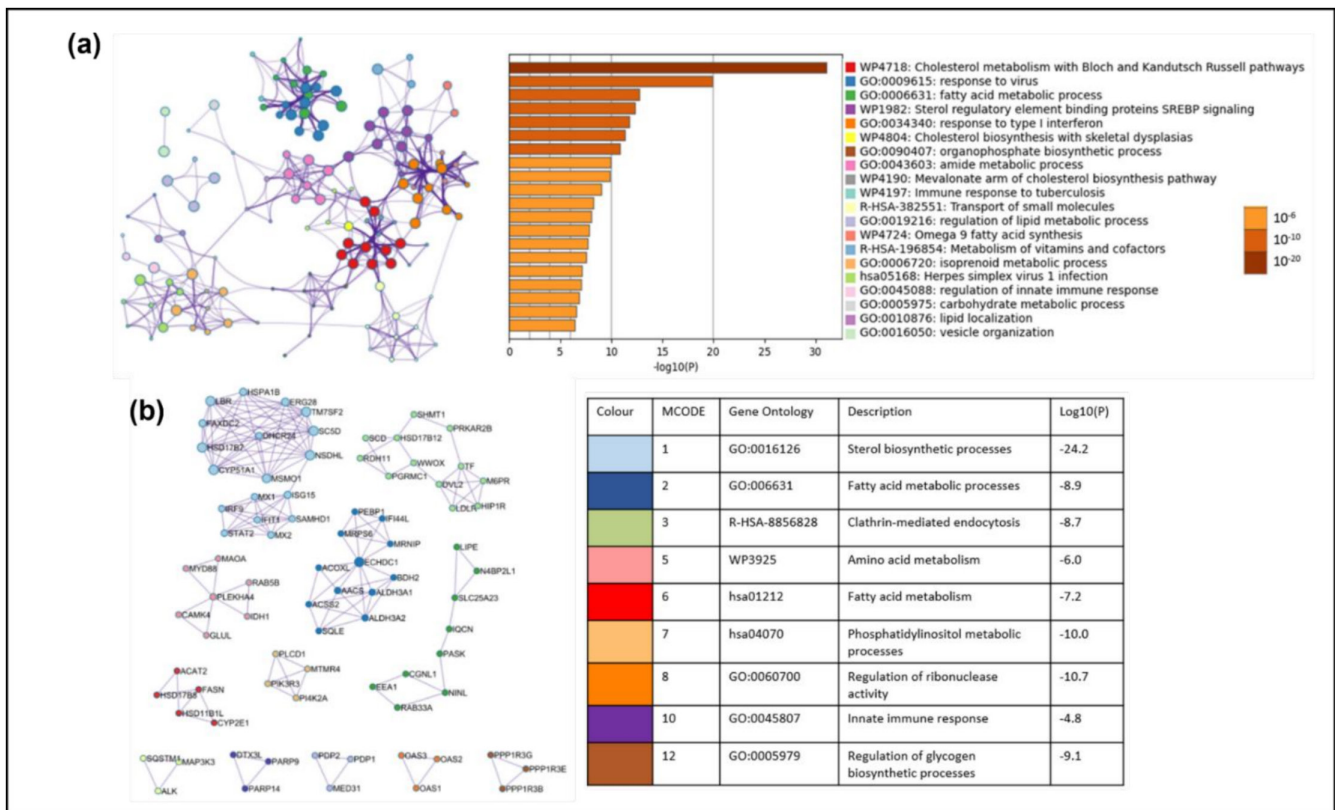 (a)
WP4718: Cholesterol metabolism with Bloch and Kandutsch Russell pathways
GO:0009615: response to virus
GO:0006631: fatty acid metabolic process
WP1982: Sterol regulatory element binding proteins SREBP signaling
GO:0034340: response to type I interferon
WP4804: Cholesterol biosynthesis with skeletal dysplasias
GO:0090407: organophosphate biosynthetic process
GO:0043603: amide metabolic process
WP4190: Mevalonate arm of cholesterol biosynthesis pathway
WP4197: Immune response to tuberculosis
R-HSA-382551: Transport of small molecules
GO:0019216: regulation of lipid metabolic process
WP4724: Omega 9 fatty acid synthesis
R-HSA-196854: Metabolism of vitamins and cofactors
GO:0006720: isoprenoid metabolic process
hsa05168: Herpes simplex virus 1 infection
GO:0045088: regulation of innate immune response
GO:0005975: carbohydrate metabolic process
GO:0010876: lipid localization
GO:0016050: vesicle organization
10⁻⁶
10⁻¹⁰
10⁻²⁰
0 5 10 15 20 25 30
-log10(P)
(b)
HSPA1B
LBR
ERG28
TM7SF2
FAXDC2
DHCR24
SC5D
HSD17B7
NSDHL
CYP51A1
MSMO1
SHMT1
PRKAR2B
SCD
HSD17B12
RDH11
WWOX
TF
PGRMC1
M6PR
DVL2
LDLR
HIP1R
MX1
ISG15
IRF9
IFIT1
SAMHD1
STAT2
MX2
PEBP1
IFI44L
MRPS6
MRNIP
ECHDC1
ACOXL
BDH2
AACS
ALDH3A1
ACSS2
ALDH3A2
SQLE
LIPE
N4BP2L1
SLC25A23
IQCN
PASK
CGNL1
EEA1
NINL
RAB33A
MAOA
MYD88
RAB5B
PLEKHA4
CAMK4
IDH1
GLUL
PLCD1
MTMR4
PIK3R3
PI4K2A
ACAT2
FASN
HSD17B8
HSD11B1L
CYP2E1
SQSTM1
MAP3K3
ALK
DTX3L
PARP9
PARP14
PDP2
PDP1
MED31
OAS3
OAS2
OAS1
PPP1R3G
PPP1R3E
PPP1R3B
Colour MCODE Gene Ontology Description Log10(P)
1 GO:0016126 Sterol biosynthetic processes -24.2
2 GO:006631 Fatty acid metabolic processes -8.9
3 R-HSA-8856828 Clathrin-mediated endocytosis -8.7
5 WP3925 Amino acid metabolism -6.0
6 hsa01212 Fatty acid metabolism -7.2
7 hsa04070 Phosphatidylinositol metabolic -10.0
processes
8 GO:0060700 Regulation of ribonuclease -10.7
activity
10 GO:0045807 Innate immune response -4.8
12 GO:0005979 Regulation of glycogen -9.1
biosynthetic processes